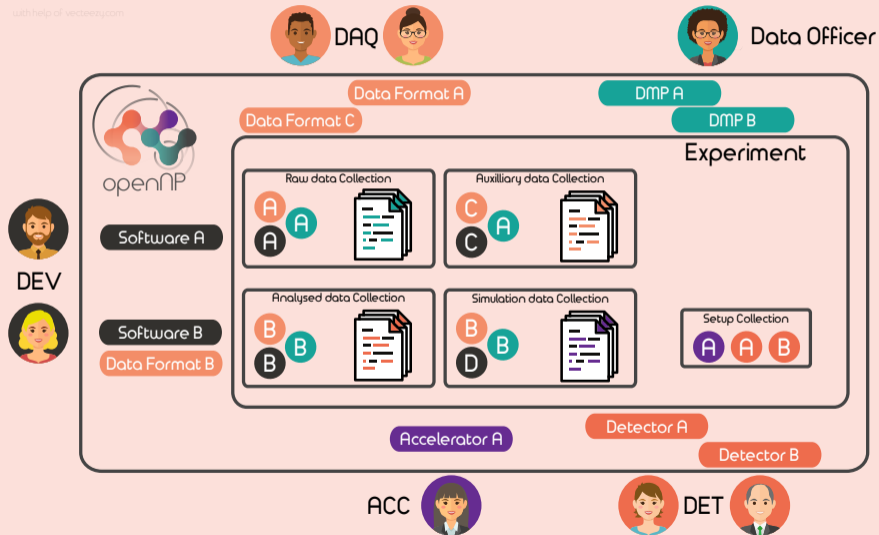 with help of vecteezy.com
DAQ
Data Officer
Data Format A
DMP A
Data Format C
DMP B
openNP
Experiment
Raw data Collection
Auxilliary data Collection
A
A
A
C
C
A
Software A
DEV
Analysed data Collection
Simulation data Collection
B
B
B
B
D
B
Setup Collection
A A B
Software B
Data Format B
Accelerator A
Detector A
Detector B
ACC
DET